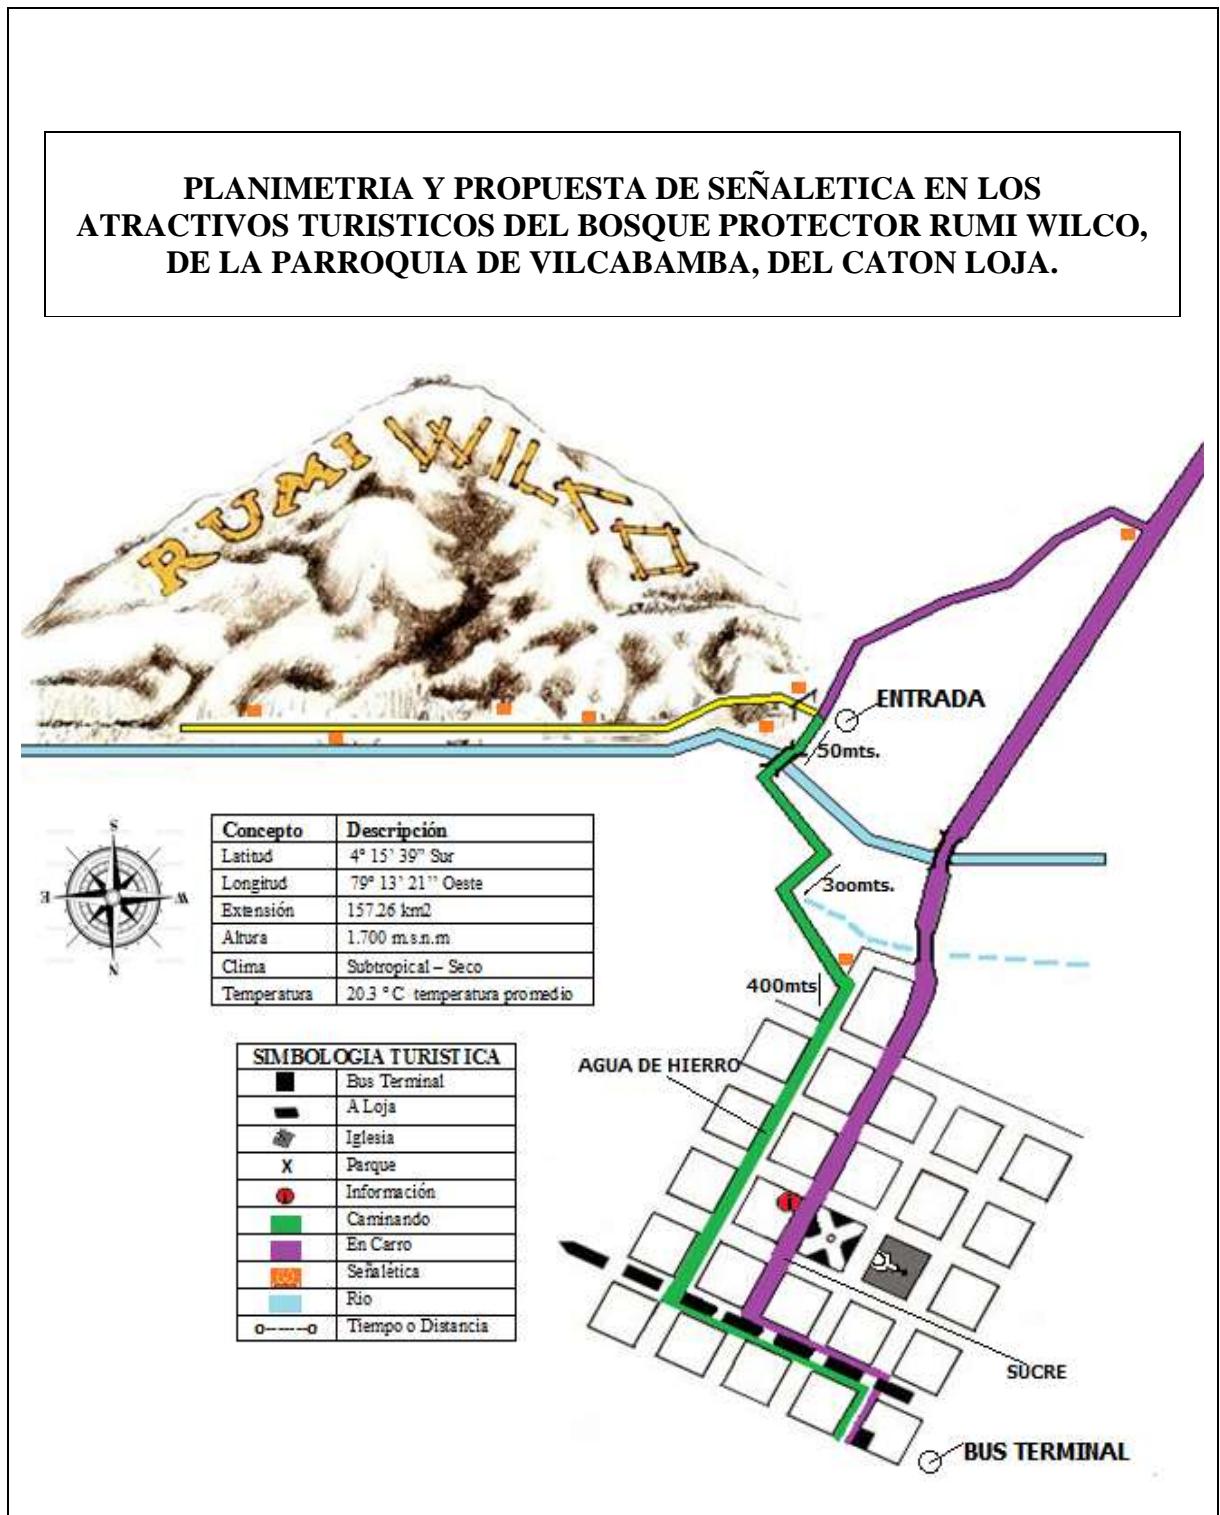 PLANIMETRIA Y PROPUESTA DE SEÑALETICA EN LOS
ATRACTIVOS TURISTICOS DEL BOSQUE PROTECTOR RUMI WILCO,
DE LA PARROQUIA DE VILCABAMBA, DEL CATON LOJA.
RUMI WILKO
ENTRADA
50mts.
3oomts.
400mts
AGUA DE HIERRO
S
E
W
N
Concepto Descripción
Latitud 4° 15' 39" Sur
Longitud 79° 13' 21'' Oeste
Extensión 157.26 km2
Altura 1.700 m.s.n.m
Clima Subtropical – Seco
Temperatura 20.3 °C temperatura promedio
SIMBOLOGIA TURISTICA
Bus Terminal
A Loja
Iglesia
X Parque
i Información
Caminando
En Carro
Señalética
Rio
o------o Tiempo o Distancia
i
SUCRE
BUS TERMINAL